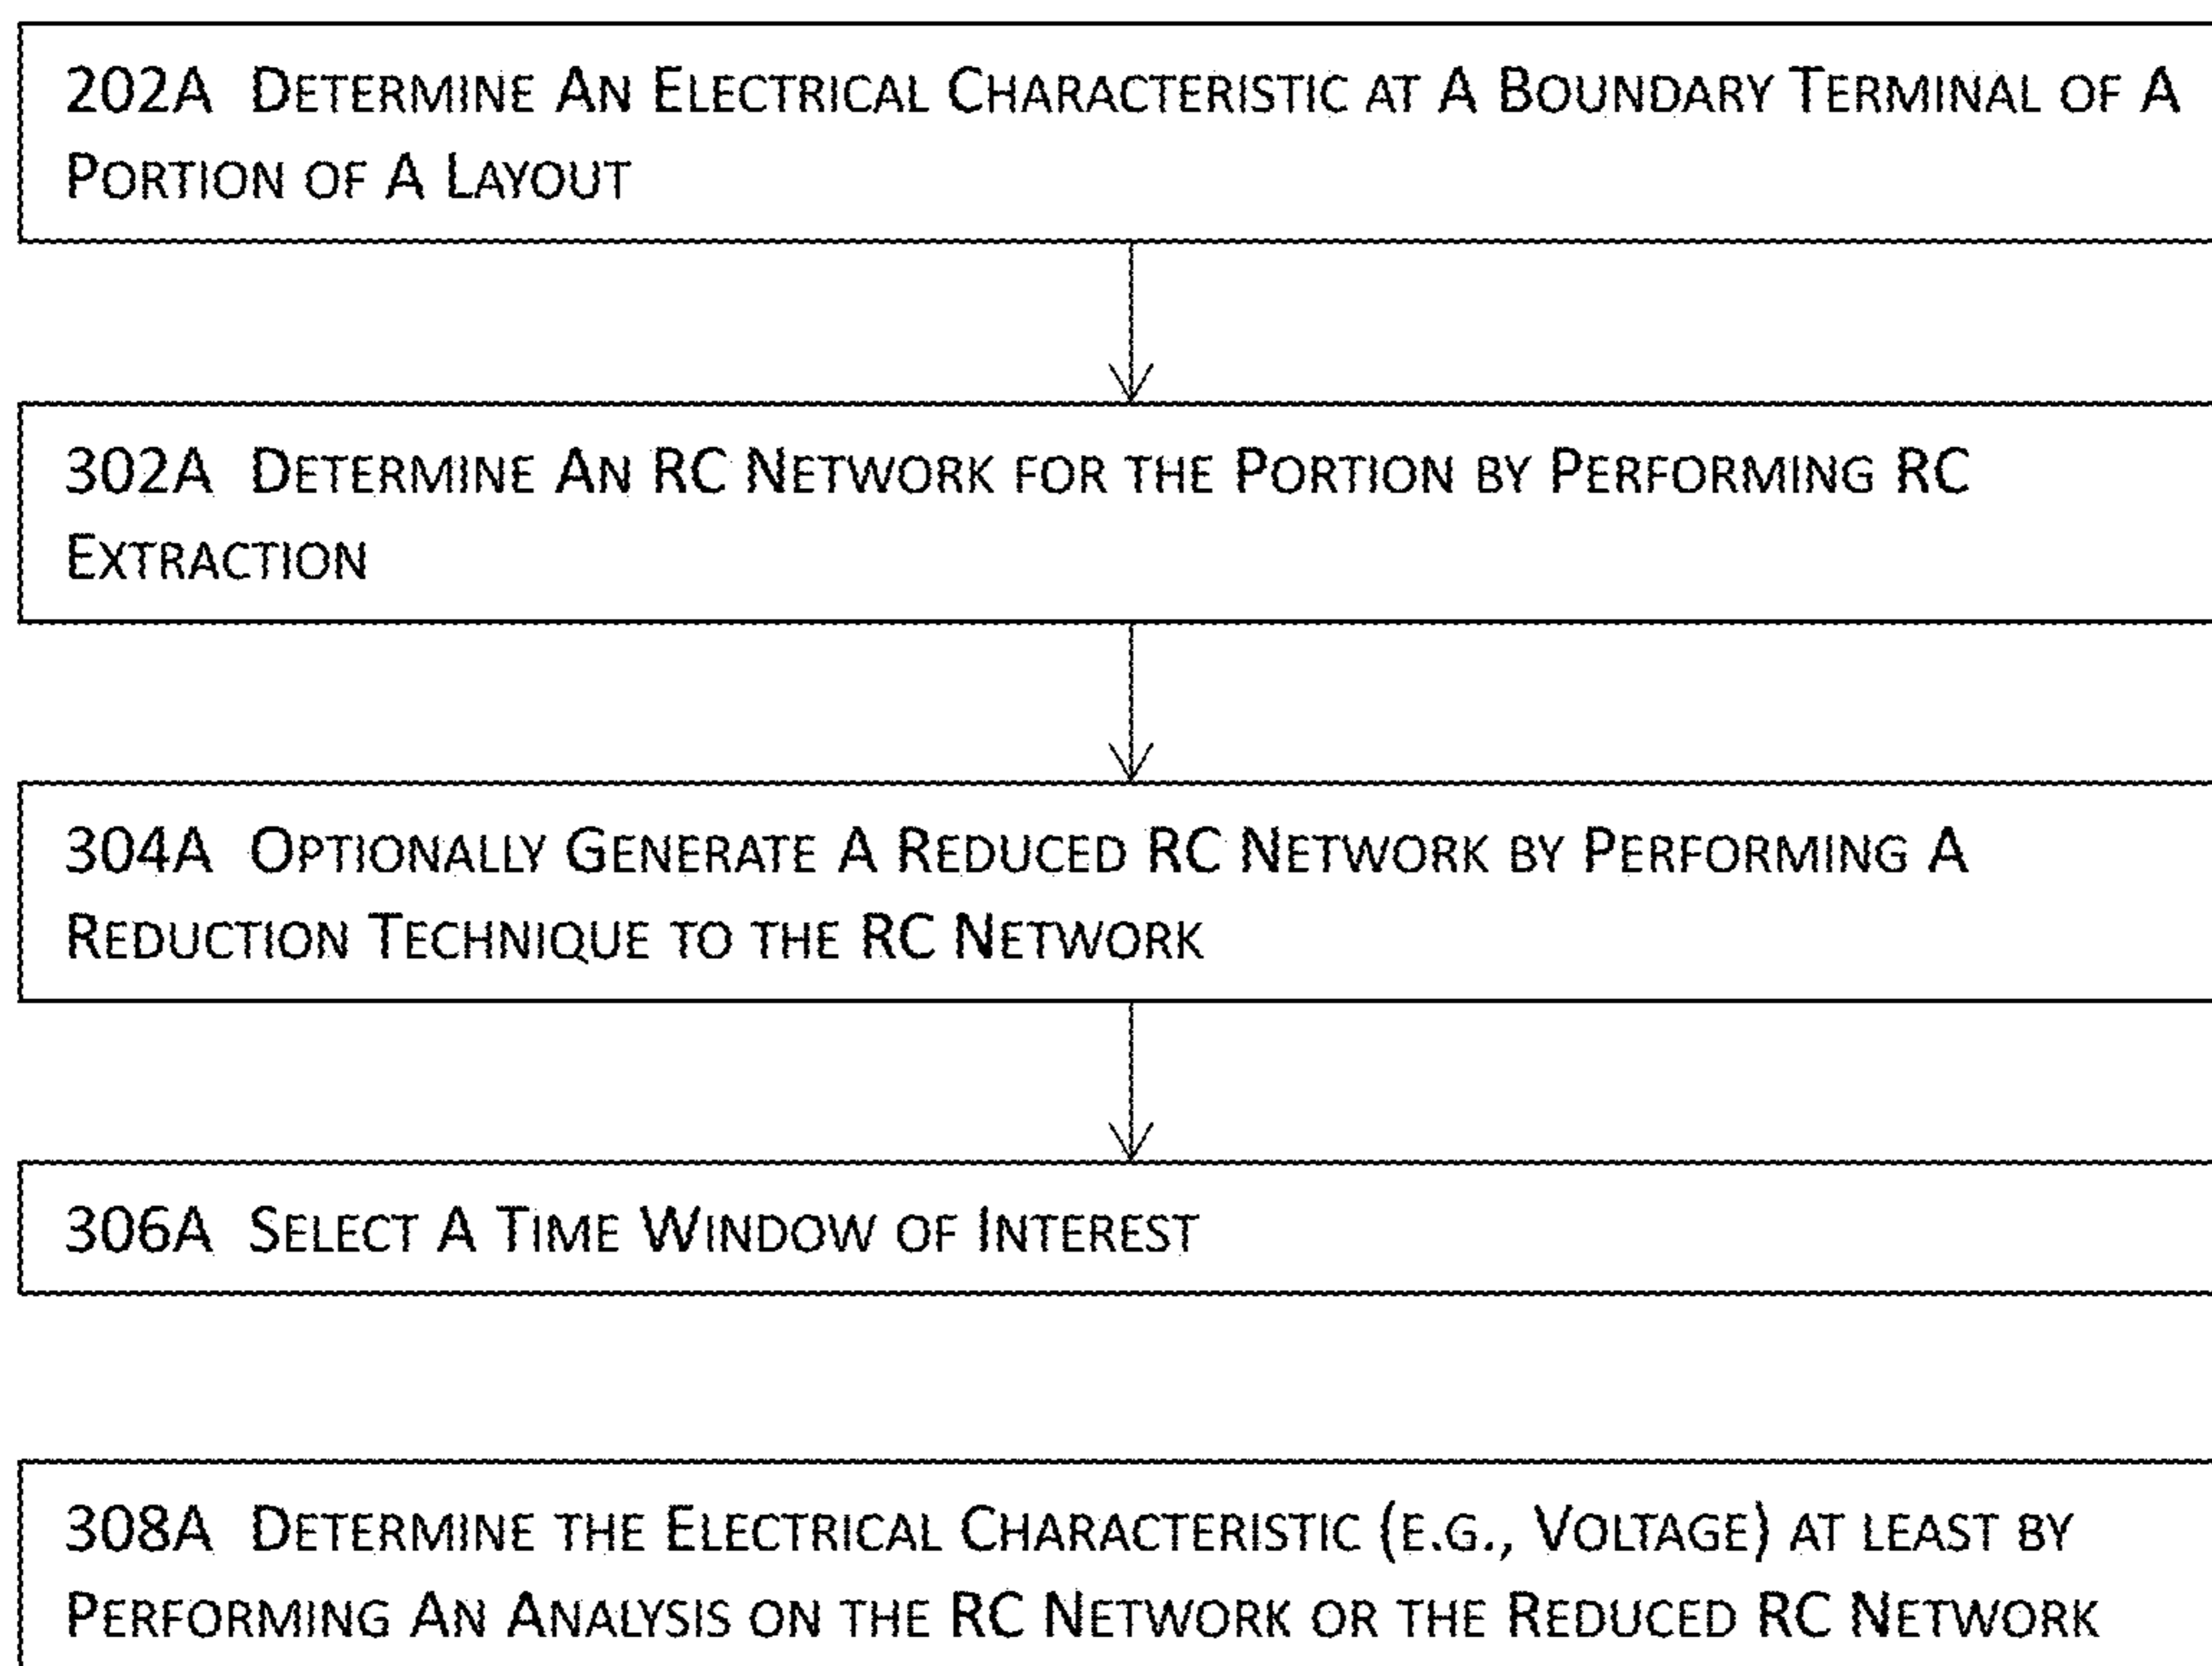 202A Determine An Electrical Characteristic at A Boundary Terminal of A
Portion of A Layout
302A Determine An RC Network for the Portion by Performing RC
Extraction
304A Optionally Generate A Reduced RC Network by Performing A
Reduction Technique to the RC Network
306A Select A Time Window of Interest
308A Determine the Electrical Characteristic (e.g., Voltage) at least by
Performing An Analysis on the RC Network or the Reduced RC Network